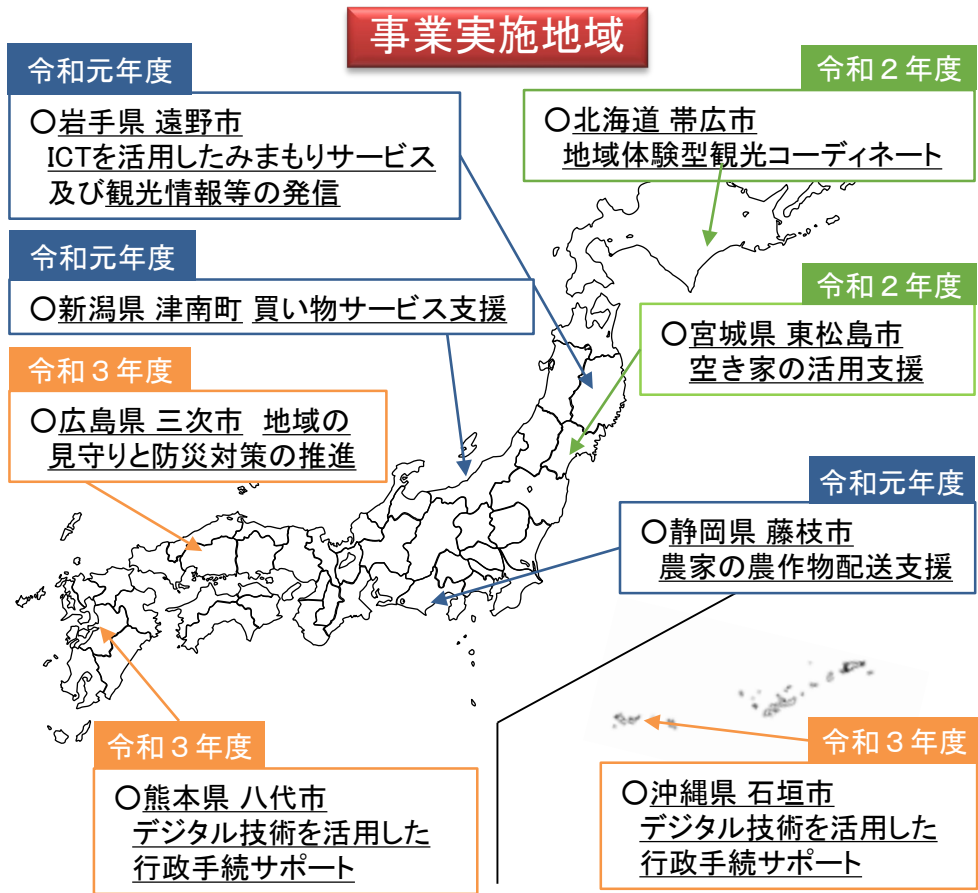 事業実施地域
令和元年度
○岩手県 遠野市
ICTを活用したみまもりサービス
及び観光情報等の発信
令和２年度
○北海道 帯広市
地域体験型観光コーディネート
令和元年度
○新潟県 津南町 買い物サービス支援
令和２年度
○宮城県 東松島市
空き家の活用支援
令和３年度
○広島県 三次市 地域の
見守りと防災対策の推進
令和元年度
○静岡県 藤枝市
農家の農作物配送支援
令和３年度
○熊本県 八代市
デジタル技術を活用した
行政手続サポート
令和３年度
○沖縄県 石垣市
デジタル技術を活用した
行政手続サポート